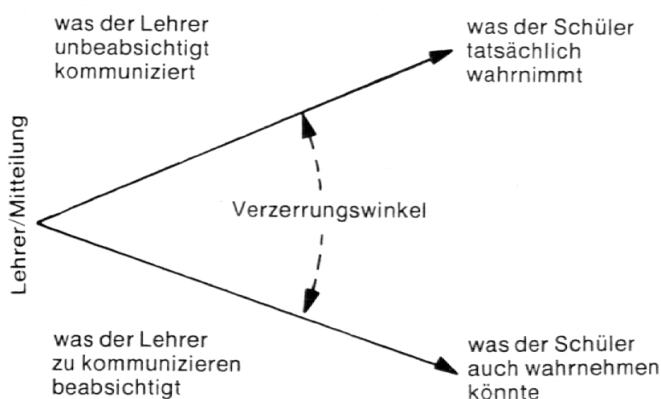 was der Lehrer
unbeabsichtigt
kommuniziert
was der Schüler
tatsächlich
wahrnimmt
Lehrer/Mitteilung
Verzerrungswinkel
was der Lehrer
zu kommunizieren
beabsichtigt
was der Schüler
auch wahrnehmen
könnte